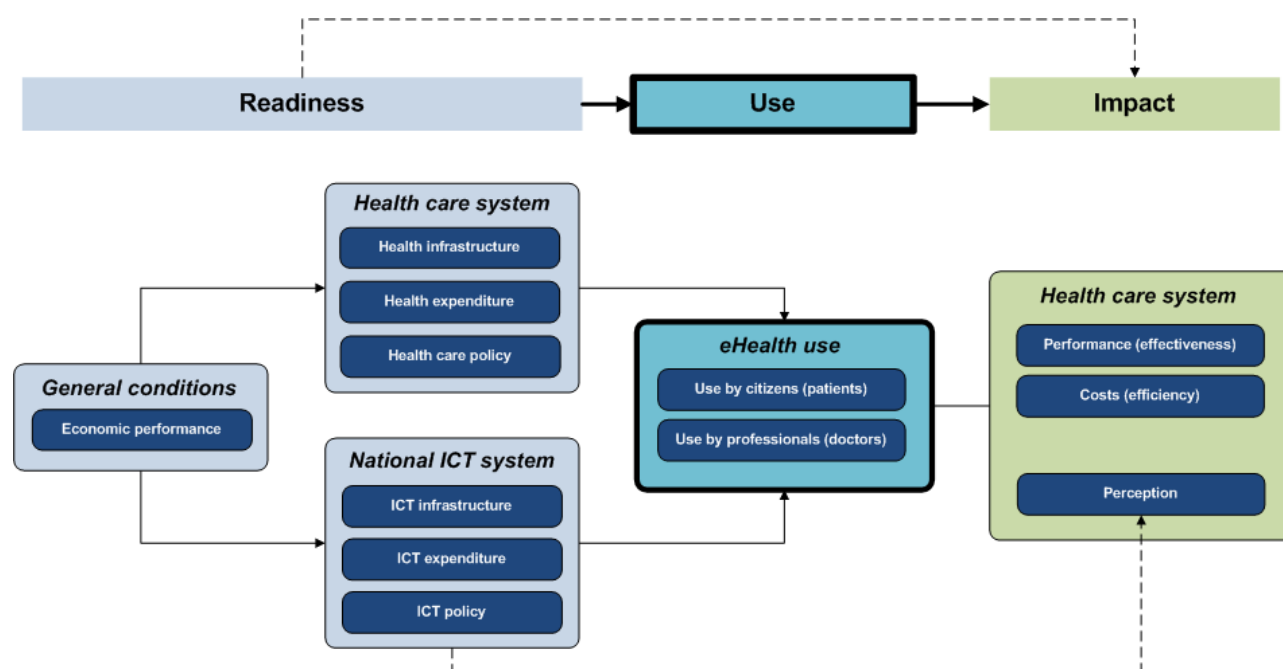 Readiness
Use
Impact
Health care system
Health infrastructure
Health expenditure
Health care policy
General conditions
Economic performance
National ICT system
ICT infrastructure
ICT expenditure
ICT policy
eHealth use
Use by citizens (patients)
Use by professionals (doctors)
Health care system
Performance (effectiveness)
Costs (efficiency)
Perception